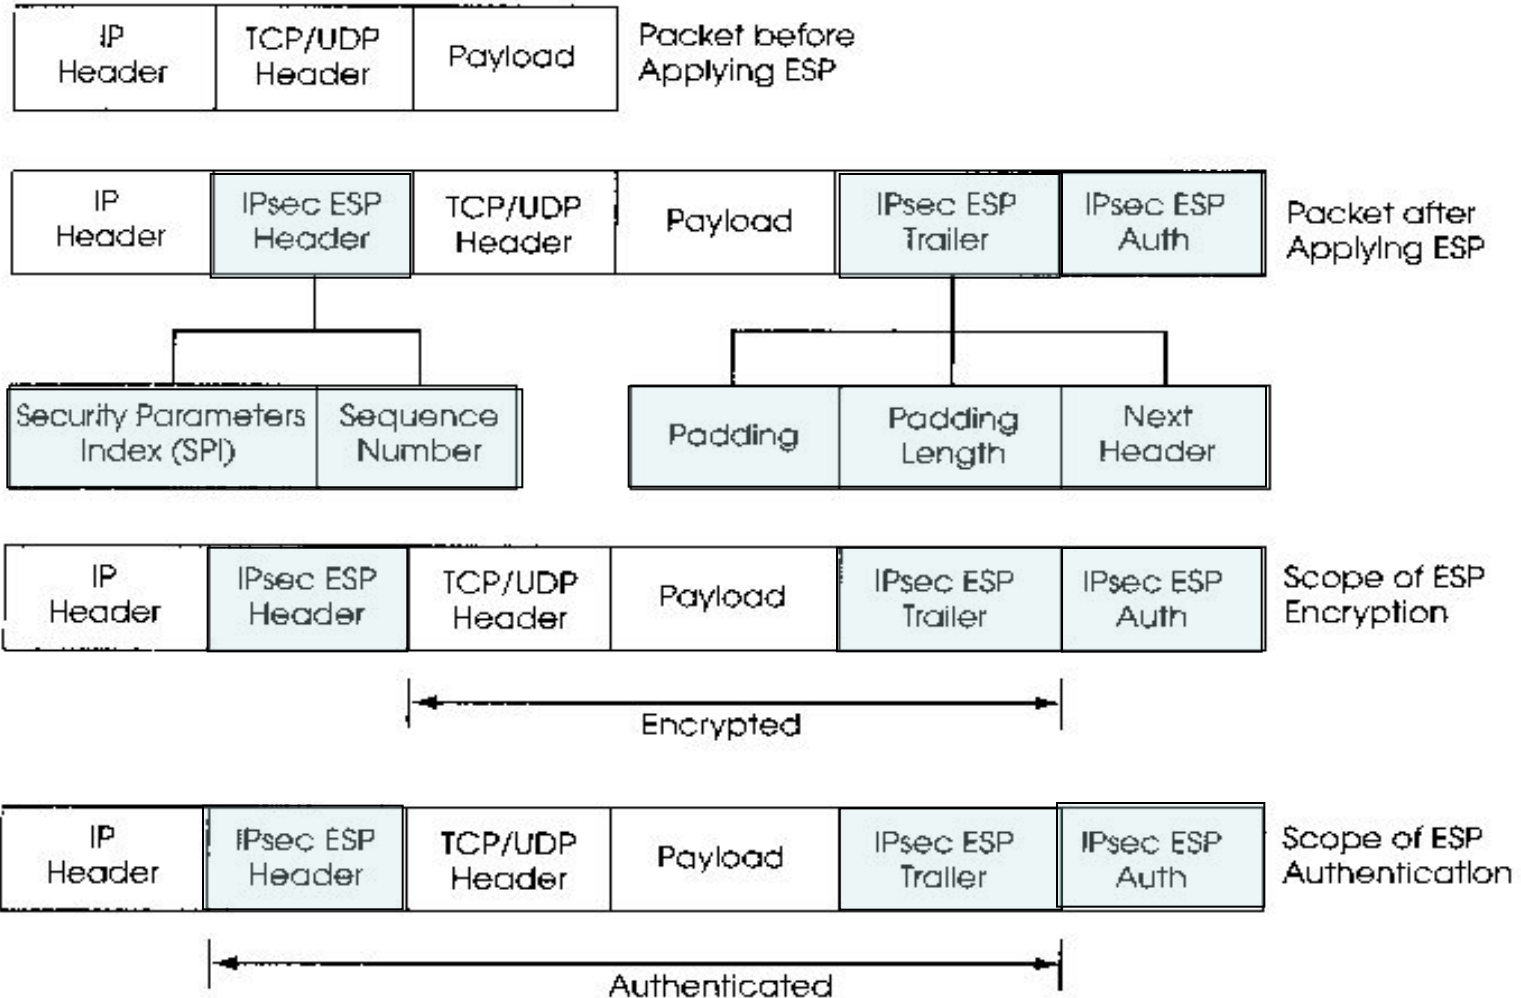 IP
Header
TCP/UDP
Header
Payload
Packet before
Applying ESP
IP
Header
IPsec ESP
Header
TCP/UDP
Header
Payload
IPsec ESP
Trailer
IPsec ESP
Auth
Packet after
Applying ESP
Security Parameters
Index (SPI)
Sequence
Number
Padding
Padding
Length
Next
Header
IP
Header
IPsec ESP
Header
TCP/UDP
Header
Payload
IPsec ESP
Trailer
IPsec ESP
Auth
Scope of ESP
Encryption
Encrypted
IP
Header
IPsec ESP
Header
TCP/UDP
Header
Payload
IPsec ESP
Trailer
IPsec ESP
Auth
Scope of ESP
Authentication
Authenticated